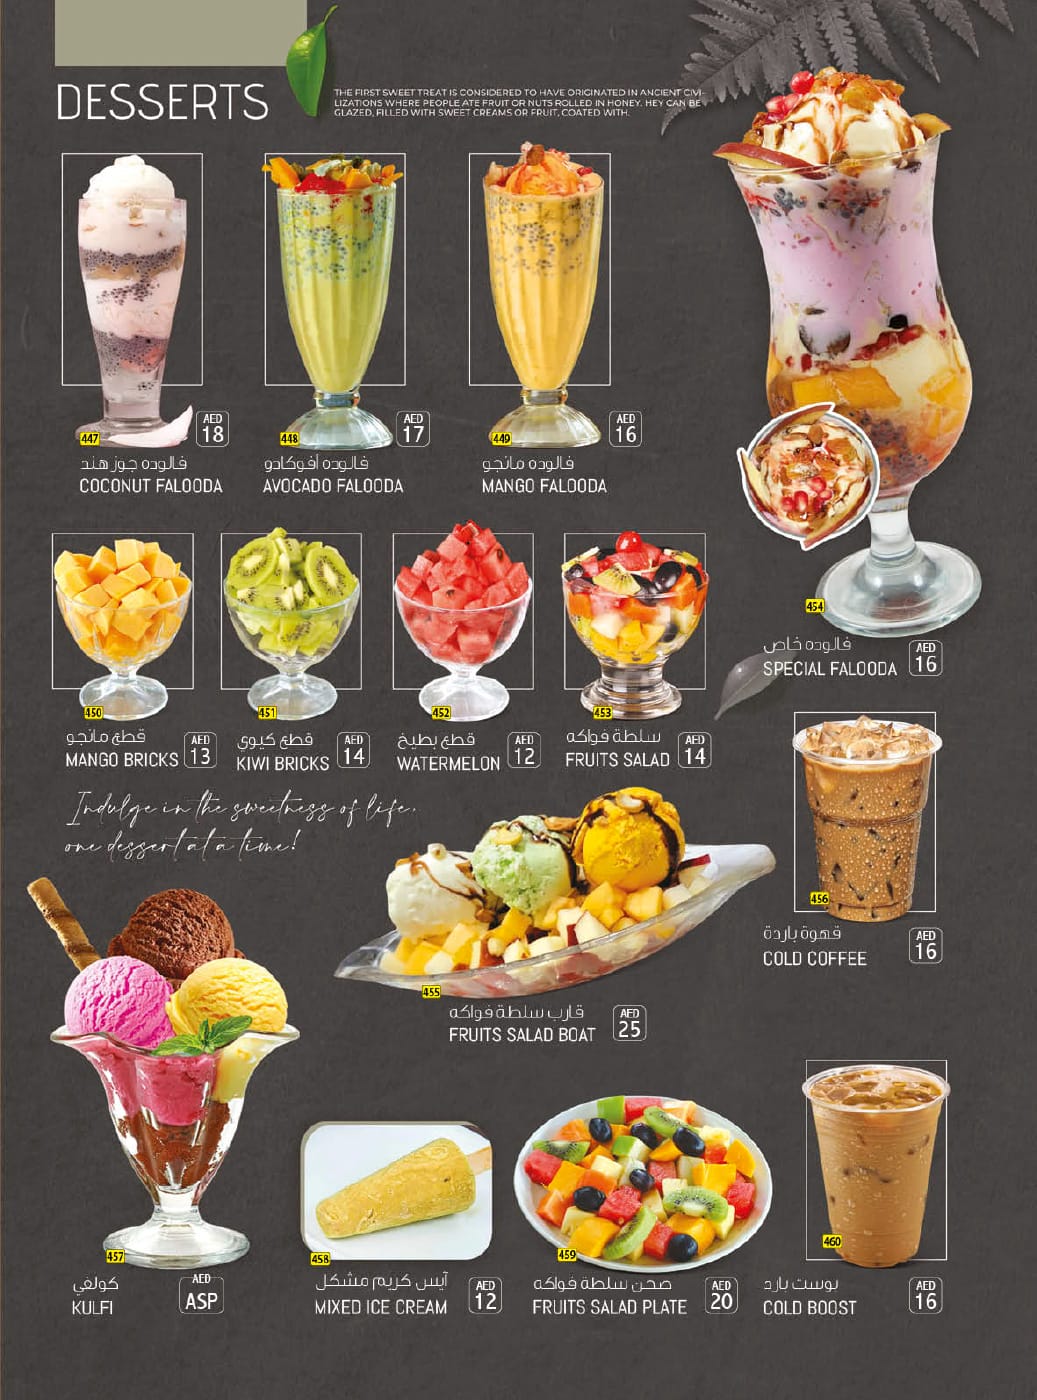 DESSERTS
THE FIRST SWEET TREAT IS CONSIDERED TO HAVE ORIGINATED IN ANCIENT CIVI-
LIZATIONS WHERE PEOPLE ATE FRUIT OR NUTS ROLLED IN HONEY. HEY CAN BE
GLAZED, FILLED WITH SWEET CREAMS OR FRUIT, COATED WITH.
447
AED
18
فالوده جوز هند
COCONUT FALOODA
448
AED
17
فالوده أفوكادو
AVOCADO FALOODA
449
AED
16
فالوده مانجو
MANGO FALOODA
454
فالوده خاص
SPECIAL FALOODA
AED
16
450
قطع مانجو
MANGO BRICKS
AED
13
451
قطع كيوي
KIWI BRICKS
AED
14
452
قطع بطيخ
WATERMELON
AED
12
453
سلطة فواكه
FRUITS SALAD
AED
14
Indulge in the sweetness of life,
one dessert at a time!
456
قهوة باردة
COLD COFFEE
AED
16
455
قارب سلطة فواكه
FRUITS SALAD BOAT
AED
25
457
كولفي
KULFI
AED
ASP
458
آيس كريم مشكل
MIXED ICE CREAM
AED
12
459
صحن سلطة فواكه
FRUITS SALAD PLATE
AED
20
460
بوست بارد
COLD BOOST
AED
16